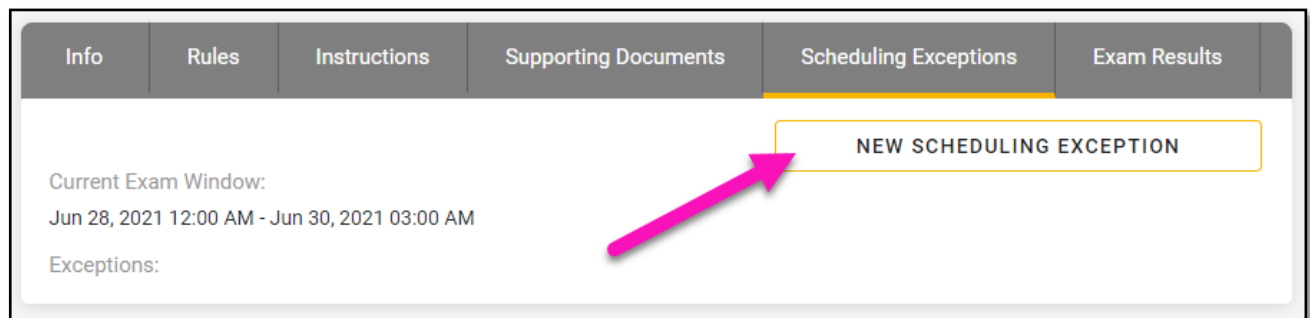 Info Rules Instructions Supporting Documents Scheduling Exceptions Exam Results
NEW SCHEDULING EXCEPTION
Current Exam Window:
Jun 28, 2021 12:00 AM - Jun 30, 2021 03:00 AM
Exceptions: